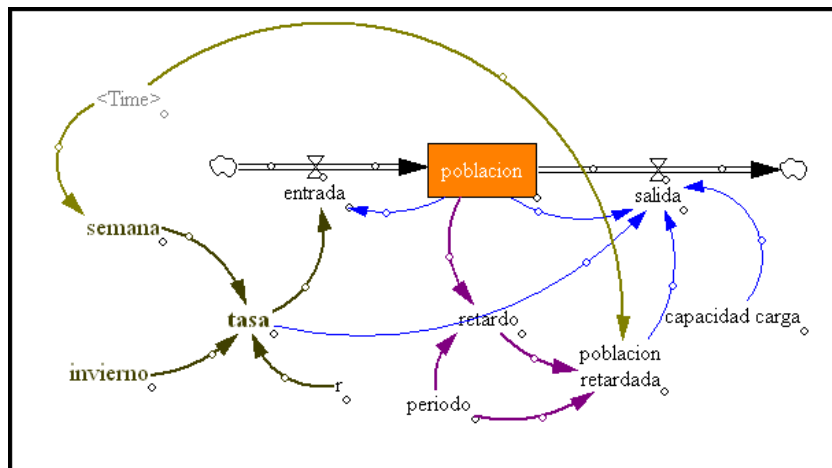 <Time>
poblacion
entrada
salida
semana
tasa
retardo
capacidad carga
poblacion
retardada
invierno
r
periodo